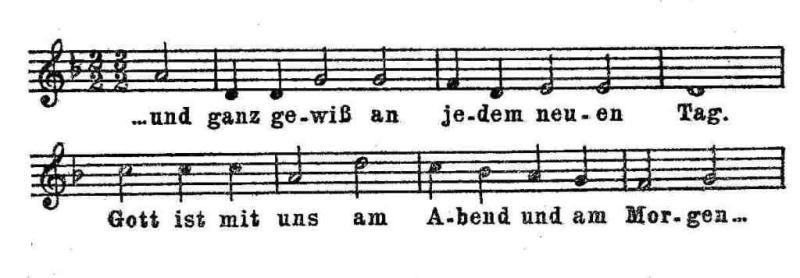 ...und ganz ge-wiß an je-dem neu-en Tag.
Gott ist mit uns am A-bend und am Mor-gen...